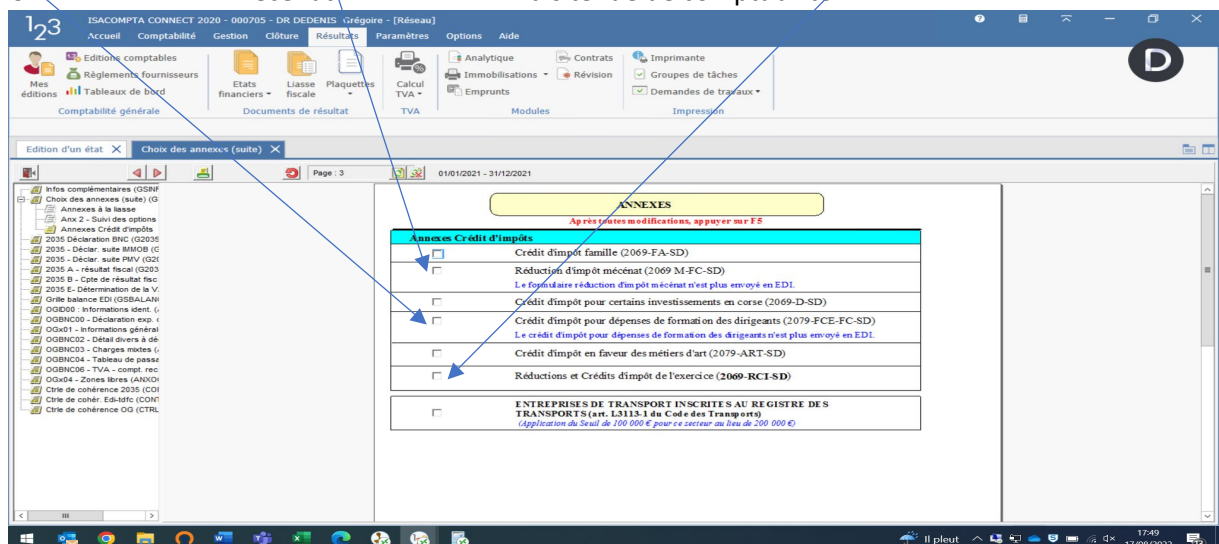 ISACOMPTA CONNECT 2020 - 000705 - DR DEDENIS Grégoire - [Réseau]
123
Accueil Comptabilité Gestion Clôture Résultats Paramètres Options Aide
Mes éditions
Editions comptables
Règlements fournisseurs
Tableaux de bord
Comptabilité générale
Etats financiers
Liasse fiscale
Plaquettes
Documents de résultat
Calcul TVA
TVA
Analytique
Immobilisations
Emprunts
Contrats
Révision
Modules
Imprimante
Groupes de tâches
Demandes de travaux
Impression
D
Edition d'un état
Choix des annexes (suite)
Page : 3
01/01/2021 - 31/12/2021
Infos complémentaires (GSINF
Choix des annexes (suite) (G
Annexes à la liasse
Anx 2 - Suivi des options
Annexes Crédit d'impôts
2035 Déclaration BNC (G2035
2035 - Déclar. suite IMMOB (G
2035 - Déclar. suite PMV (G20
2035 A - résultat fiscal (G203
2035 B - Cpte de résultat fisc
2035 E- Détermination de la V.
Grille balance EDI (GSBALAN
OGID00 : Informations ident. (
OGBNC00 - Déclaration exp. c
OGx01 - Informations général
OGBNC02 - Détail divers à dé
OGBNC03 - Charges mixtes (
OGBNC04 - Tableau de passa
OGBNC06 - TVA - compt. rec
OGx04 - Zones libres (ANXO
Ctrle de cohérence 2035 (CO
Ctrle de cohér. Edi-tdfc (CON
Ctrle de cohérence OG (CTRL
ANNEXES
Après toutes modifications, appuyer sur F5
Annexes Crédit d'impôts
Crédit d'impôt famille (2069-FA-SD)
Réduction d'impôt mécénat (2069 M-FC-SD)
Le formulaire réduction d'impôt mécénat n'est plus envoyé en EDI.
Crédit d'impôt pour certains investissements en corse (2069-D-SD)
Crédit d'impôt pour dépenses de formation des dirigeants (2079-FCE-FC-SD)
Le crédit d'impôt pour dépenses de formation des dirigeants n'est plus envoyé en EDI.
Crédit d'impôt en faveur des métiers d'art (2079-ART-SD)
Réductions et Crédits d'impôt de l'exercice (2069-RCI-SD)
ENTREPRISES DE TRANSPORT INSCRITES AU REGISTRE DES
TRANSPORTS (art. L3113-1 du Code des Transports)
(Application du Seuil de 100 000 € pour ce secteur au lieu de 200 000 €)
Il pleut
17:49
17/08/2022